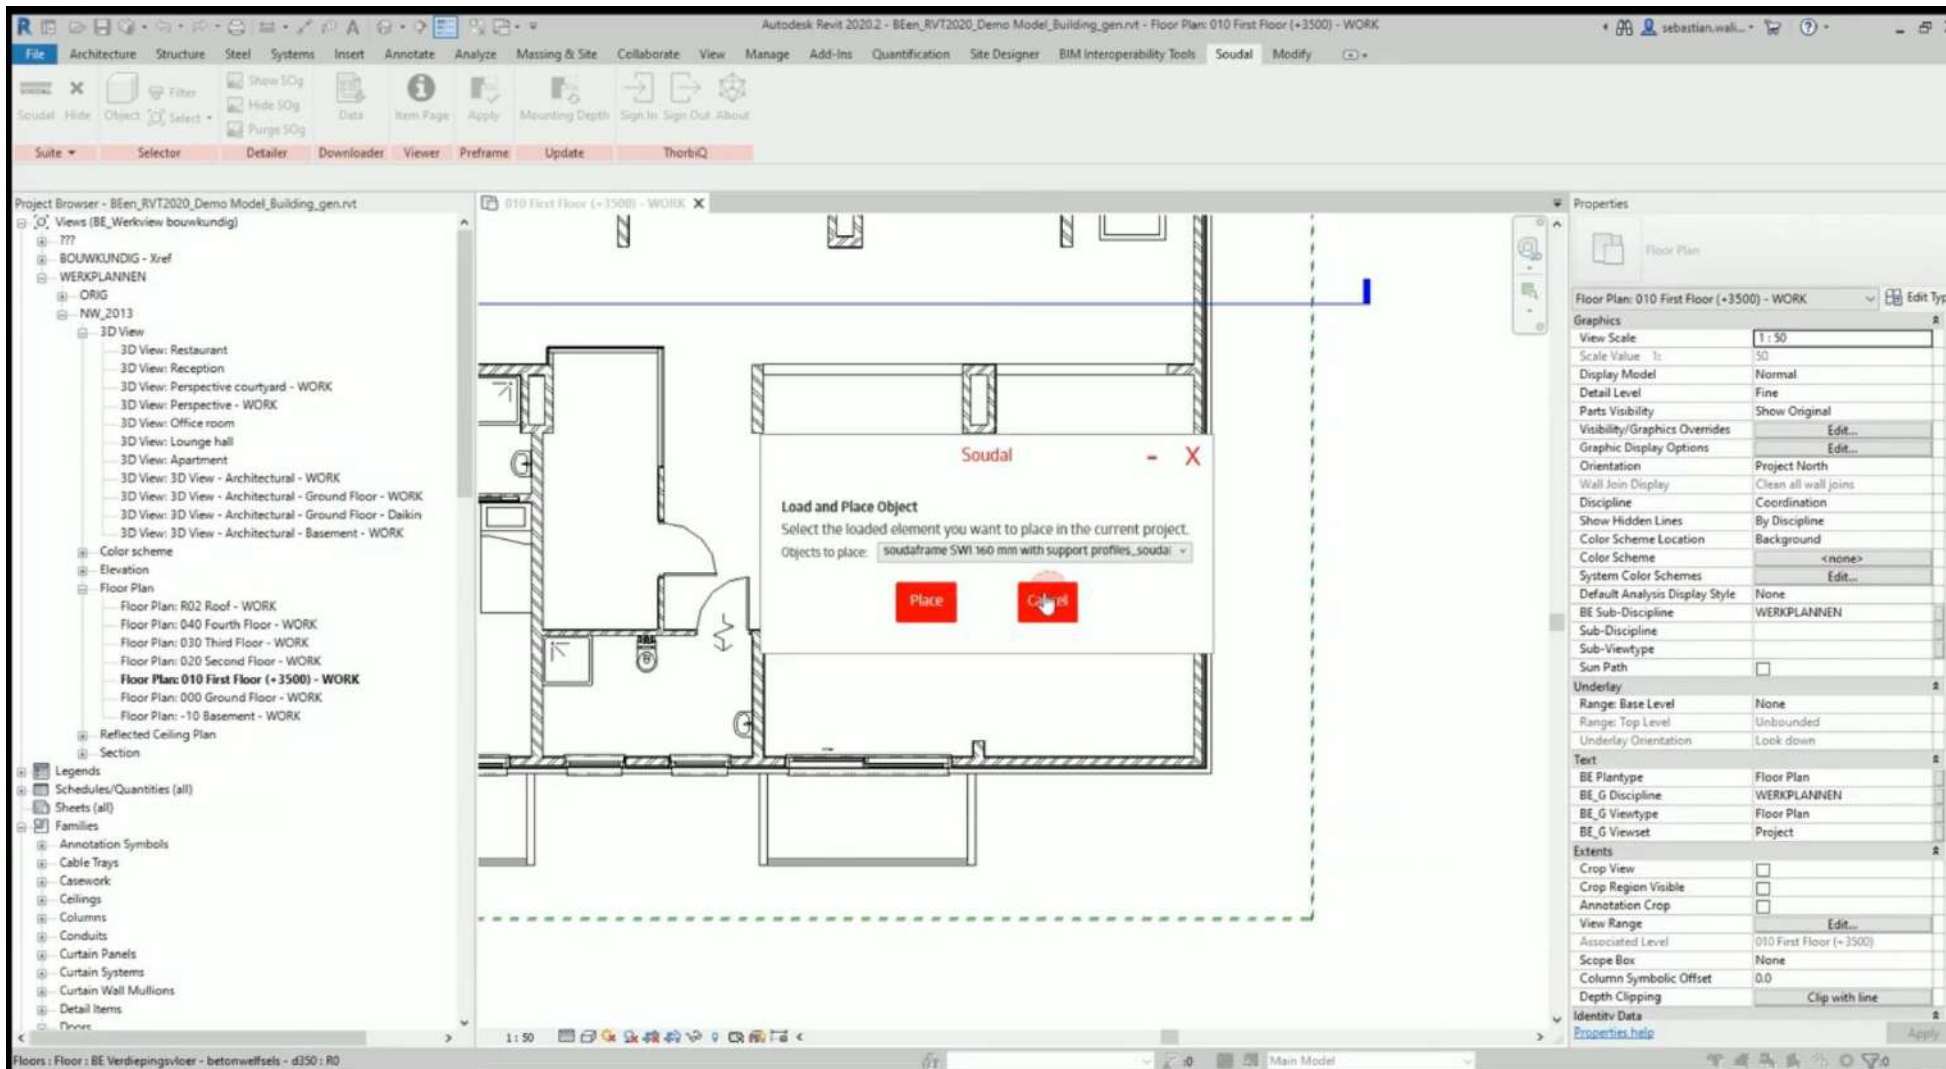 Autodesk Revit 2020.2 - BEen_RVT2020_Demo Model_Building_gen.rvt - Floor Plan: 010 First Floor (+3500) - WORK
sebastian.wali...
File Architecture Structure Steel Systems Insert Annotate Analyze Massing & Site Collaborate View Manage Add-Ins Quantification Site Designer BIM Interoperability Tools Soudal Modify
Show SOg
Filter
Hide SOg
Soudal Hide Object Select Data Item Page Apply Mounting Depth Sign In Sign Out About
Purge SOg
Suite Selector Detailer Downloader Viewer Preframe Update ThorbiQ
Project Browser - BEen_RVT2020_Demo Model_Building_gen.rvt
Views (BE_Werkview bouwkundig)
???
BOUWKUNDIG - Xref
WERKPLANNEN
ORIG
NW_2013
3D View
3D View: Restaurant
3D View: Reception
3D View: Perspective courtyard - WORK
3D View: Perspective - WORK
3D View: Office room
3D View: Lounge hall
3D View: Apartment
3D View: 3D View - Architectural - WORK
3D View: 3D View - Architectural - Ground Floor - WORK
3D View: 3D View - Architectural - Ground Floor - Daikin
3D View: 3D View - Architectural - Basement - WORK
Color scheme
Elevation
Floor Plan
Floor Plan: R02 Roof - WORK
Floor Plan: 040 Fourth Floor - WORK
Floor Plan: 030 Third Floor - WORK
Floor Plan: 020 Second Floor - WORK
Floor Plan: 010 First Floor (+3500) - WORK
Floor Plan: 000 Ground Floor - WORK
Floor Plan: -10 Basement - WORK
Reflected Ceiling Plan
Section
Legends
Schedules/Quantities (all)
Sheets (all)
Families
Annotation Symbols
Cable Trays
Casework
Ceilings
Columns
Conduits
Curtain Panels
Curtain Systems
Curtain Wall Mullions
Detail Items
Doors
010 First Floor (+3500) - WORK
Soudal
Load and Place Object
Select the loaded element you want to place in the current project.
Objects to place: soudaframe SWI 160 mm with support profiles_soudal
Place Cancel
1 : 50
Properties
Floor Plan
Floor Plan: 010 First Floor (+3500) - WORK Edit Typ
Graphics
View Scale 1 : 50
Scale Value 1: 50
Display Model Normal
Detail Level Fine
Parts Visibility Show Original
Visibility/Graphics Overrides Edit...
Graphic Display Options Edit...
Orientation Project North
Wall Join Display Clean all wall joins
Discipline Coordination
Show Hidden Lines By Discipline
Color Scheme Location Background
Color Scheme <none>
System Color Schemes Edit...
Default Analysis Display Style None
BE Sub-Discipline WERKPLANNEN
Sub-Discipline
Sub-Viewtype
Sun Path
Underlay
Range: Base Level None
Range: Top Level Unbounded
Underlay Orientation Look down
Text
BE Plantype Floor Plan
BE_G Discipline WERKPLANNEN
BE_G Viewtype Floor Plan
BE_G Viewset Project
Extents
Crop View
Crop Region Visible
Annotation Crop
View Range Edit...
Associated Level 010 First Floor (+3500)
Scope Box None
Column Symbolic Offset 0.0
Depth Clipping Clip with line
Identity Data
Properties help Apply
Floors : Floor : BE Verdiepingsvloer - betonwelfsels - d350 : R0
:0 Main Model :0